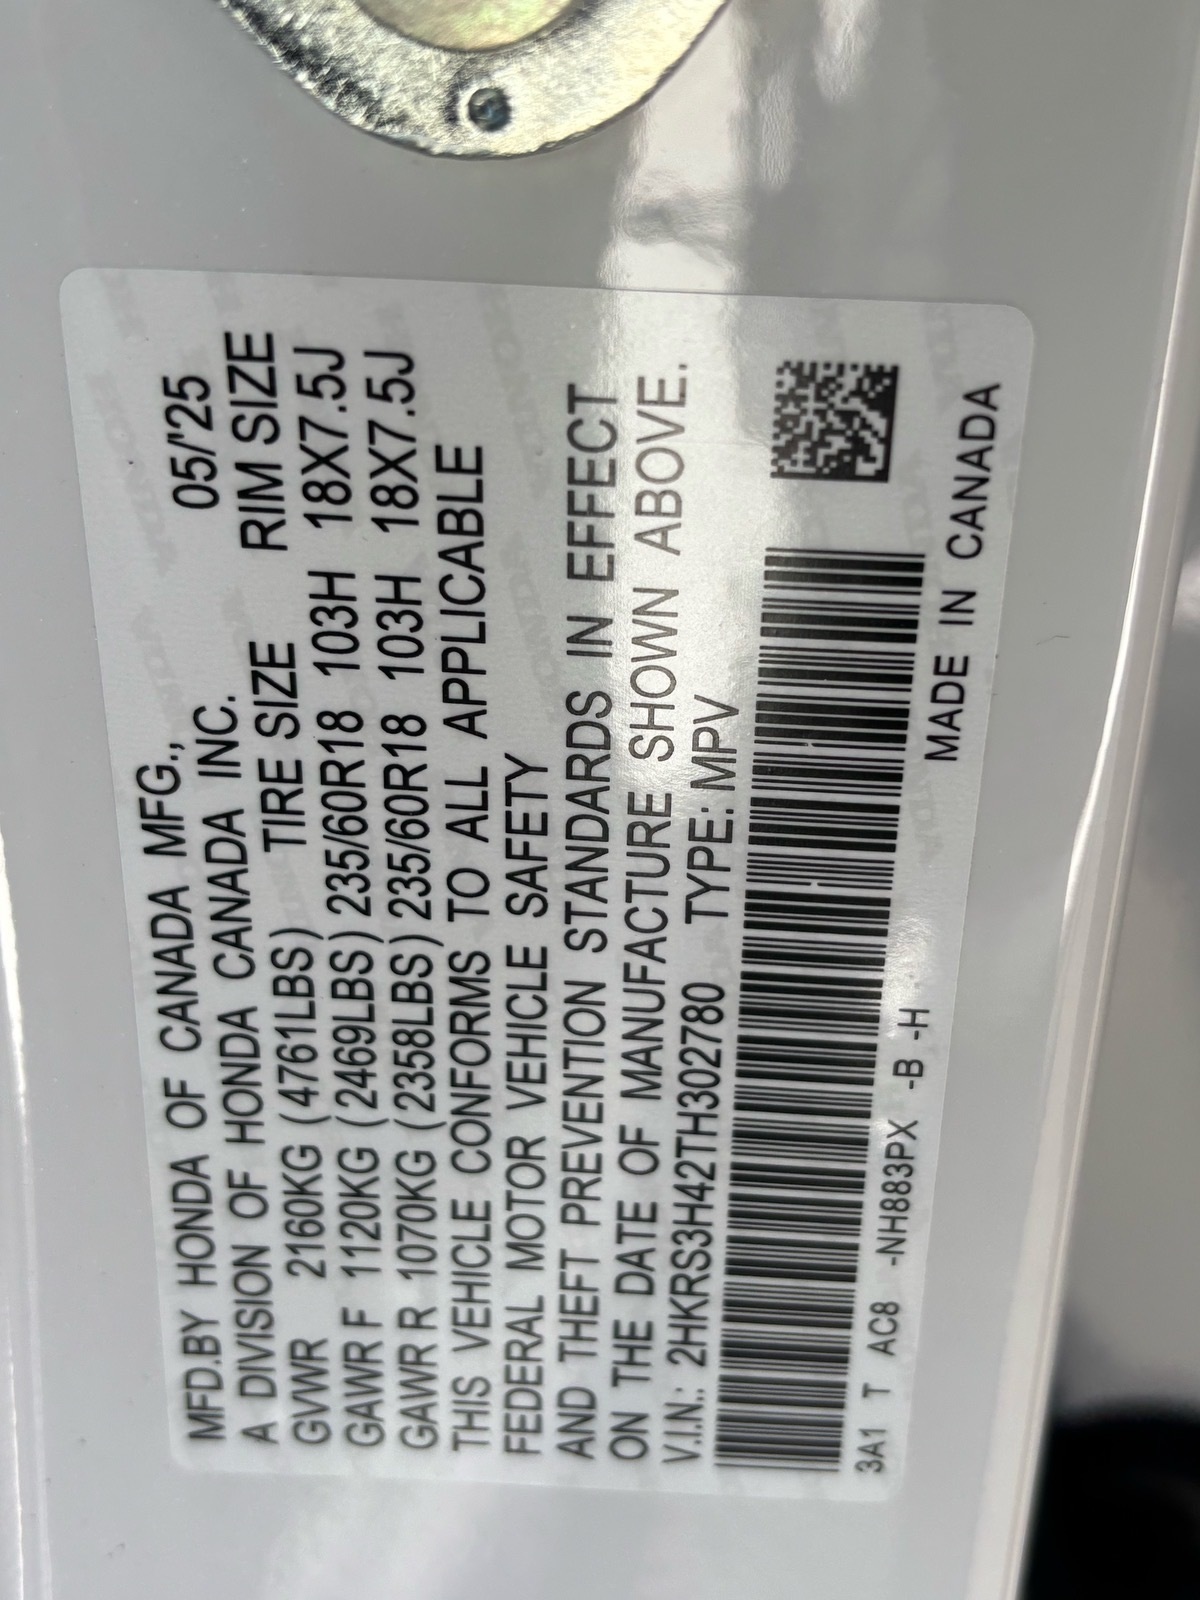 MFD.BY HONDA OF CANADA MFG., 05/'25
A DIVISION OF HONDA CANADA INC.
GVWR 2160KG (4761LBS) TIRE SIZE RIM SIZE
GAWR F 1120KG (2469LBS) 235/60R18 103H 18X7.5J
GAWR R 1070KG (2358LBS) 235/60R18 103H 18X7.5J
THIS VEHICLE CONFORMS TO ALL APPLICABLE
FEDERAL MOTOR VEHICLE SAFETY
AND THEFT PREVENTION STANDARDS IN EFFECT
ON THE DATE OF MANUFACTURE SHOWN ABOVE.
V.I.N.: 2HKRS3H42TH302780 TYPE: MPV
3A1 T AC8 -NH883PX -B -H
MADE IN CANADA